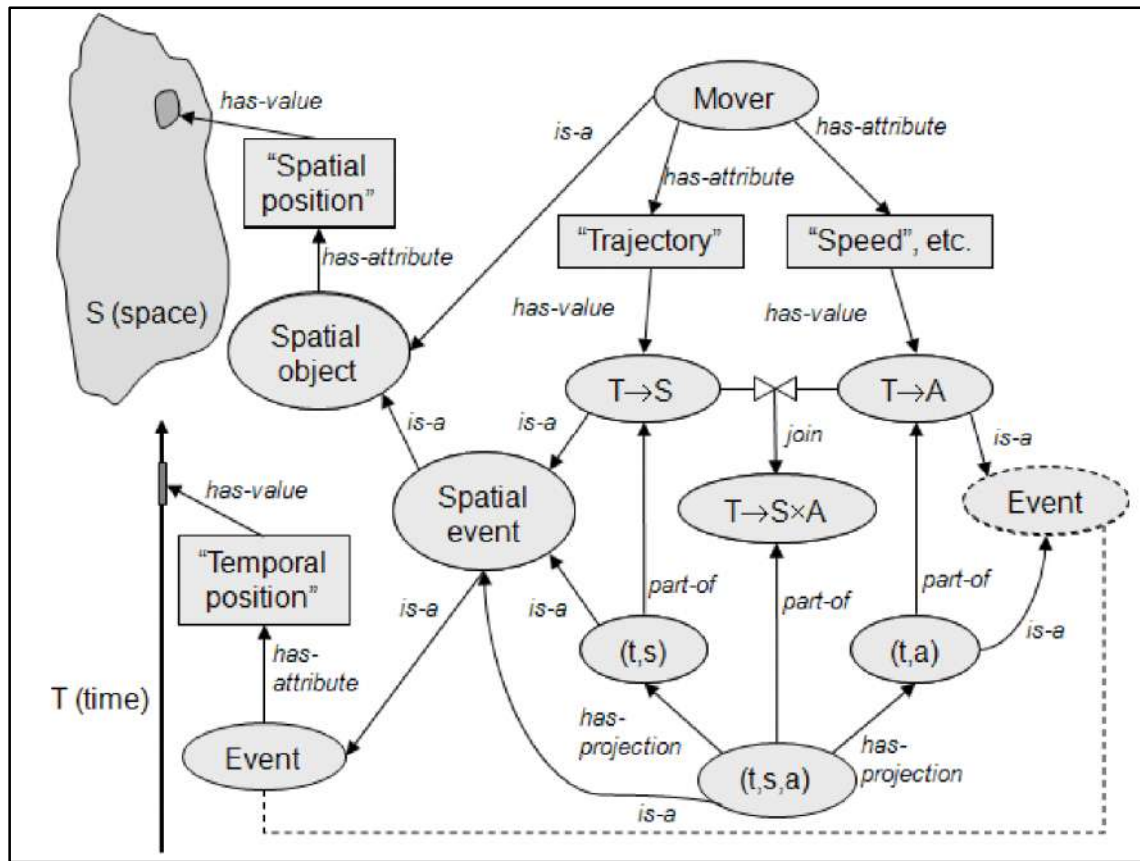 Mover
has-value
has-attribute
is-a
“Spatial
position”
has-attribute
“Trajectory”
“Speed”, etc.
has-attribute
S (space)
has-value
has-value
Spatial
object
T→S
T→A
is-a
is-a
join
is-a
has-value
Spatial
event
T→S×A
Event
“Temporal
position”
is-a
is-a
part-of
part-of
part-of
is-a
(t,s)
(t,a)
has-
attribute
T (time)
has-
projection
has-
projection
Event
(t,s,a)
is-a